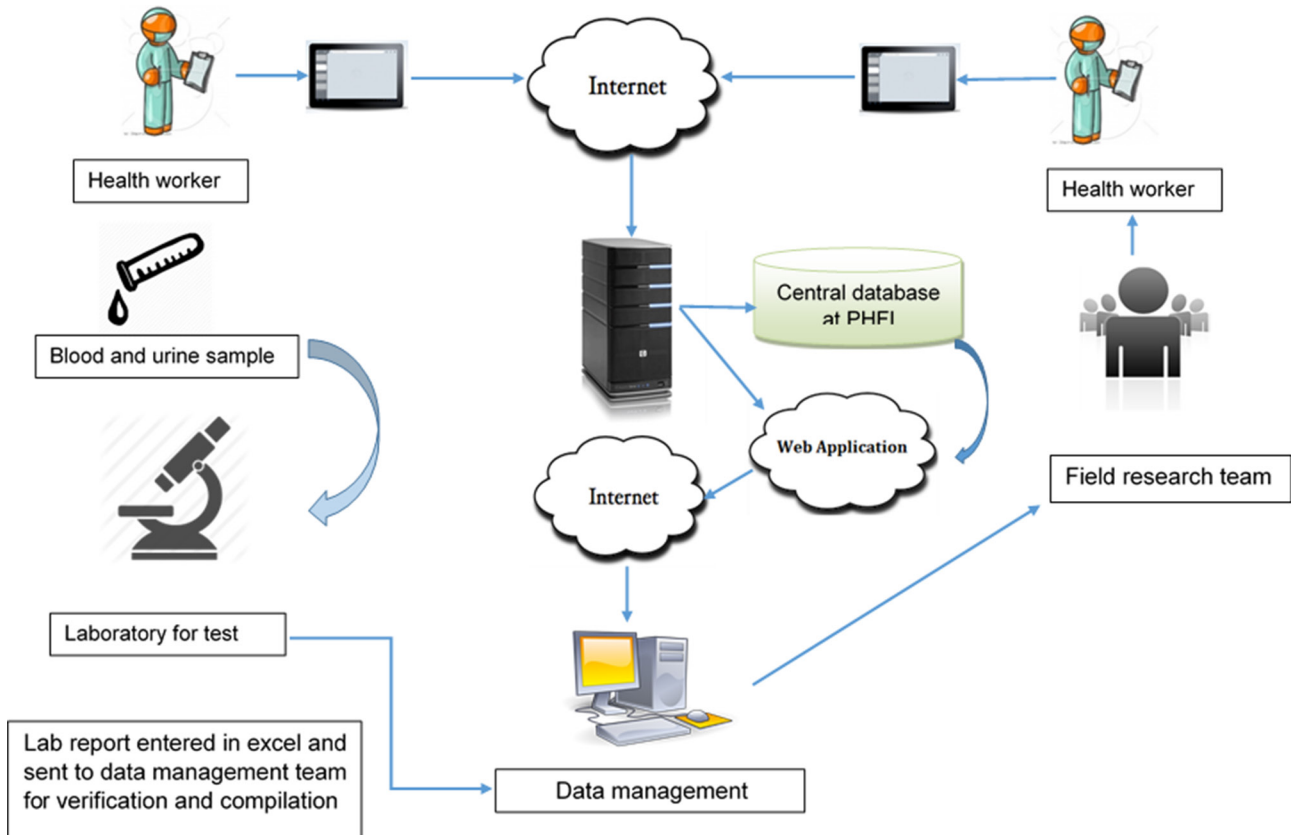 Internet
Health worker
Health worker
Central database
at PHFI
Blood and urine sample
Web Application
Internet
Field research team
Laboratory for test
Lab report entered in excel and
sent to data management team
for verification and compilation
Data management